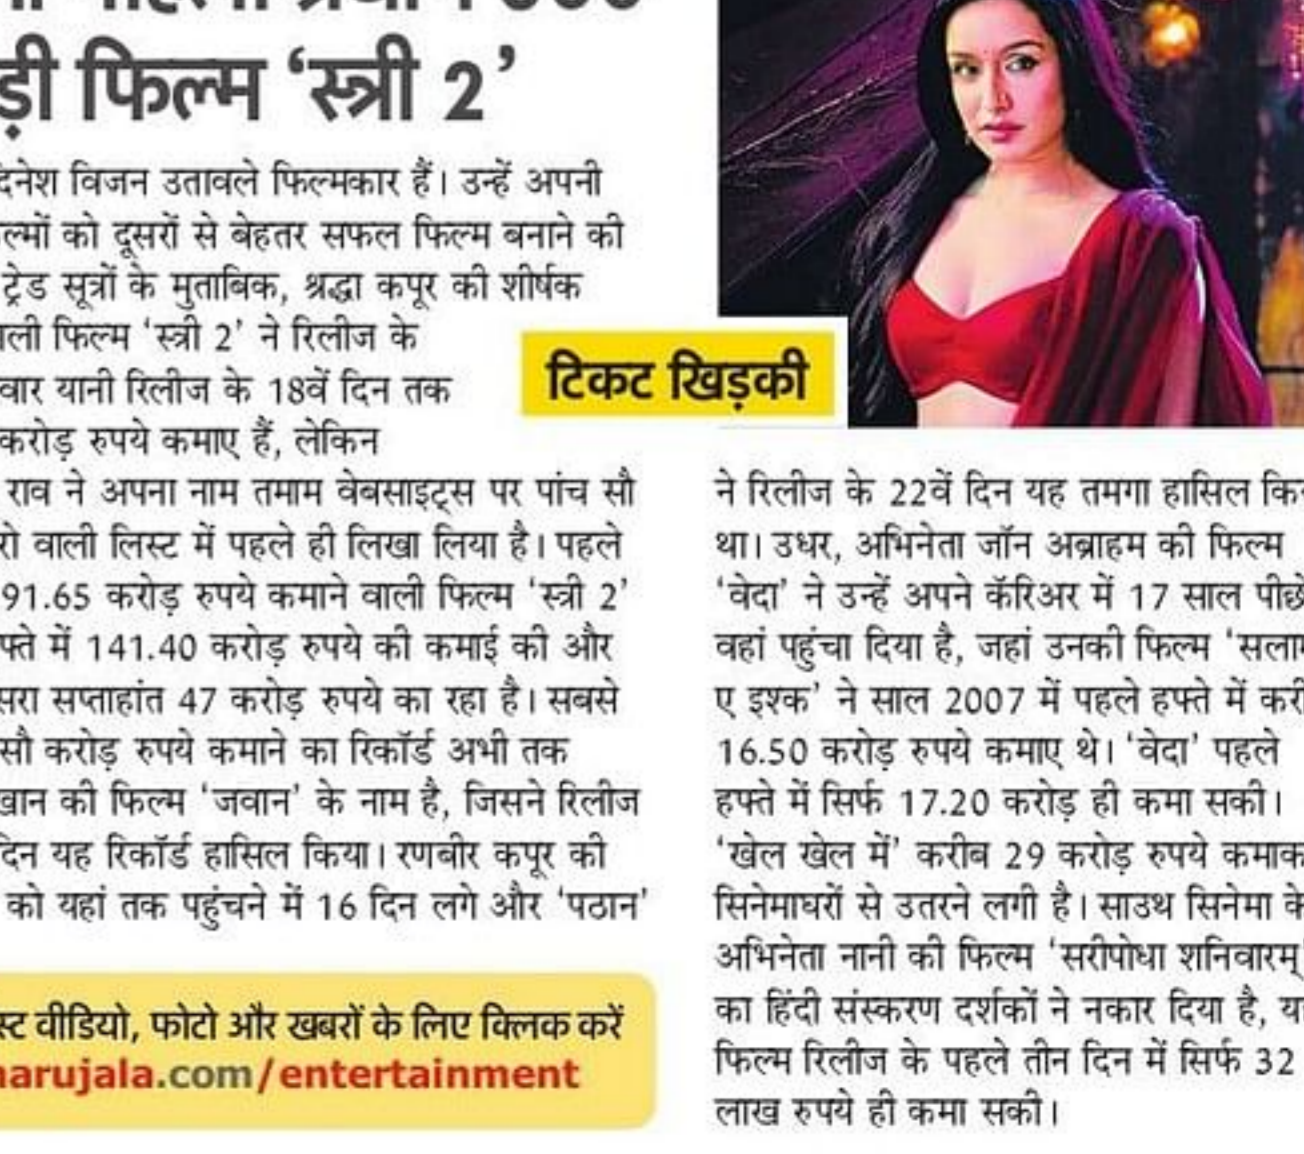 फिल्म ‘स्त्री 2’
विजन उतावले फिल्मकार हैं। उन्हें अपनी
को दूसरों से बेहतर सफल फिल्म बनाने की
ट्रेड सूत्रों के मुताबिक, श्रद्धा कपूर की शीर्षक
फिल्म ‘स्त्री 2’ ने रिलीज के
यानी रिलीज के 18वें दिन तक
करोड़ रुपये कमाए हैं, लेकिन
राव ने अपना नाम तमाम वेबसाइट्स पर पांच सौ
वाली लिस्ट में पहले ही लिखा लिया है। पहले
91.65 करोड़ रुपये कमाने वाली फिल्म ‘स्त्री 2’
में 141.40 करोड़ रुपये की कमाई की और
सप्ताहांत 47 करोड़ रुपये का रहा है। सबसे
सौ करोड़ रुपये कमाने का रिकॉर्ड अभी तक
खान की फिल्म ‘जवान’ के नाम है, जिसने रिलीज
दिन यह रिकॉर्ड हासिल किया। रणबीर कपूर की
को यहां तक पहुंचने में 16 दिन लगे और ‘पठान’
टिकट खिड़की
ने रिलीज के 22वें दिन यह तमगा हासिल
था। उधर, अभिनेता जॉन अब्राहम की फिल्म
‘वेदा’ ने उन्हें अपने कॅरिअर में 17 साल पीछे
वहां पहुंचा दिया है, जहां उनकी फिल्म ‘सलाम
ए इश्क’ ने साल 2007 में पहले हफ्ते में
16.50 करोड़ रुपये कमाए थे। ‘वेदा’ पहले
हफ्ते में सिर्फ 17.20 करोड़ ही कमा सकी।
‘खेल खेल में’ करीब 29 करोड़ रुपये
सिनेमाघरों से उतरने लगी है। साउथ सिनेमा के
अभिनेता नानी की फिल्म ‘सरीपोधा शनिवारम्’
का हिंदी संस्करण दर्शकों ने नकार दिया है,
फिल्म रिलीज के पहले तीन दिन में सिर्फ 32
लाख रुपये ही कमा सकी।
वीडियो, फोटो और खबरों के लिए क्लिक करें
arujala.com/entertainment